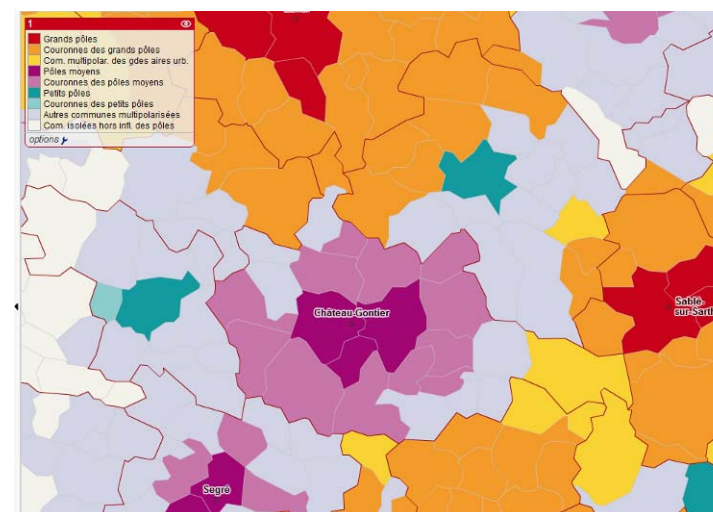 1
Grands pôles
Couronnes des grands pôles
Com. multipolar. des gdes aires urb.
Pôles moyens
Couronnes des pôles moyens
Petits pôles
Couronnes des petits pôles
Autres communes multipolarisées
Com. isolées hors infl. des pôles
options
Château-Gontier
Sablé-
sur-Sarth
Segré